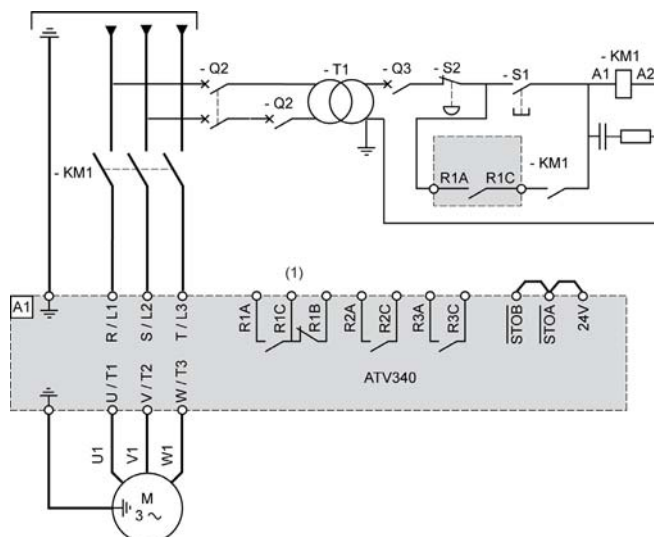 - Q2
- T1
- Q3
- S2
- S1
- KM1
A1
A2
- Q2
- KM1
R1A
R1C
- KM1
(1)
A1
R / L1
S / L2
T / L3
R1A
R1C
R1B
R2A
R2C
R3A
R3C
STOB
STOA
24V
ATV340
U / T1
V / T2
W / T3
U1
V1
W1
M
3 ~